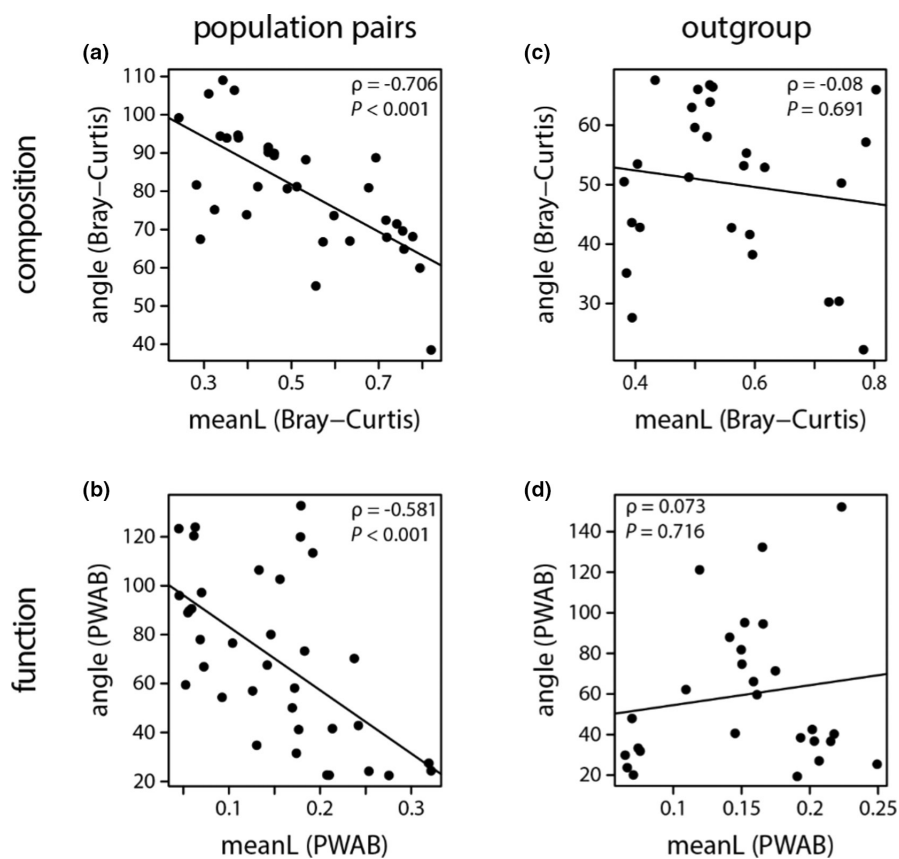 population pairs
outgroup
composition
function
(a)
ρ = -0.706
P < 0.001
110
100
90
80
70
60
50
40
angle (Bray–Curtis)
0.3
0.5
0.7
meanL (Bray–Curtis)
(c)
ρ = -0.08
P = 0.691
60
50
40
30
angle (Bray–Curtis)
0.4
0.6
0.8
meanL (Bray–Curtis)
(b)
ρ = -0.581
P < 0.001
120
100
80
60
40
20
angle (PWAB)
0.1
0.2
0.3
meanL (PWAB)
(d)
ρ = 0.073
P = 0.716
140
120
100
80
60
40
20
angle (PWAB)
0.1
0.15
0.2
0.25
meanL (PWAB)